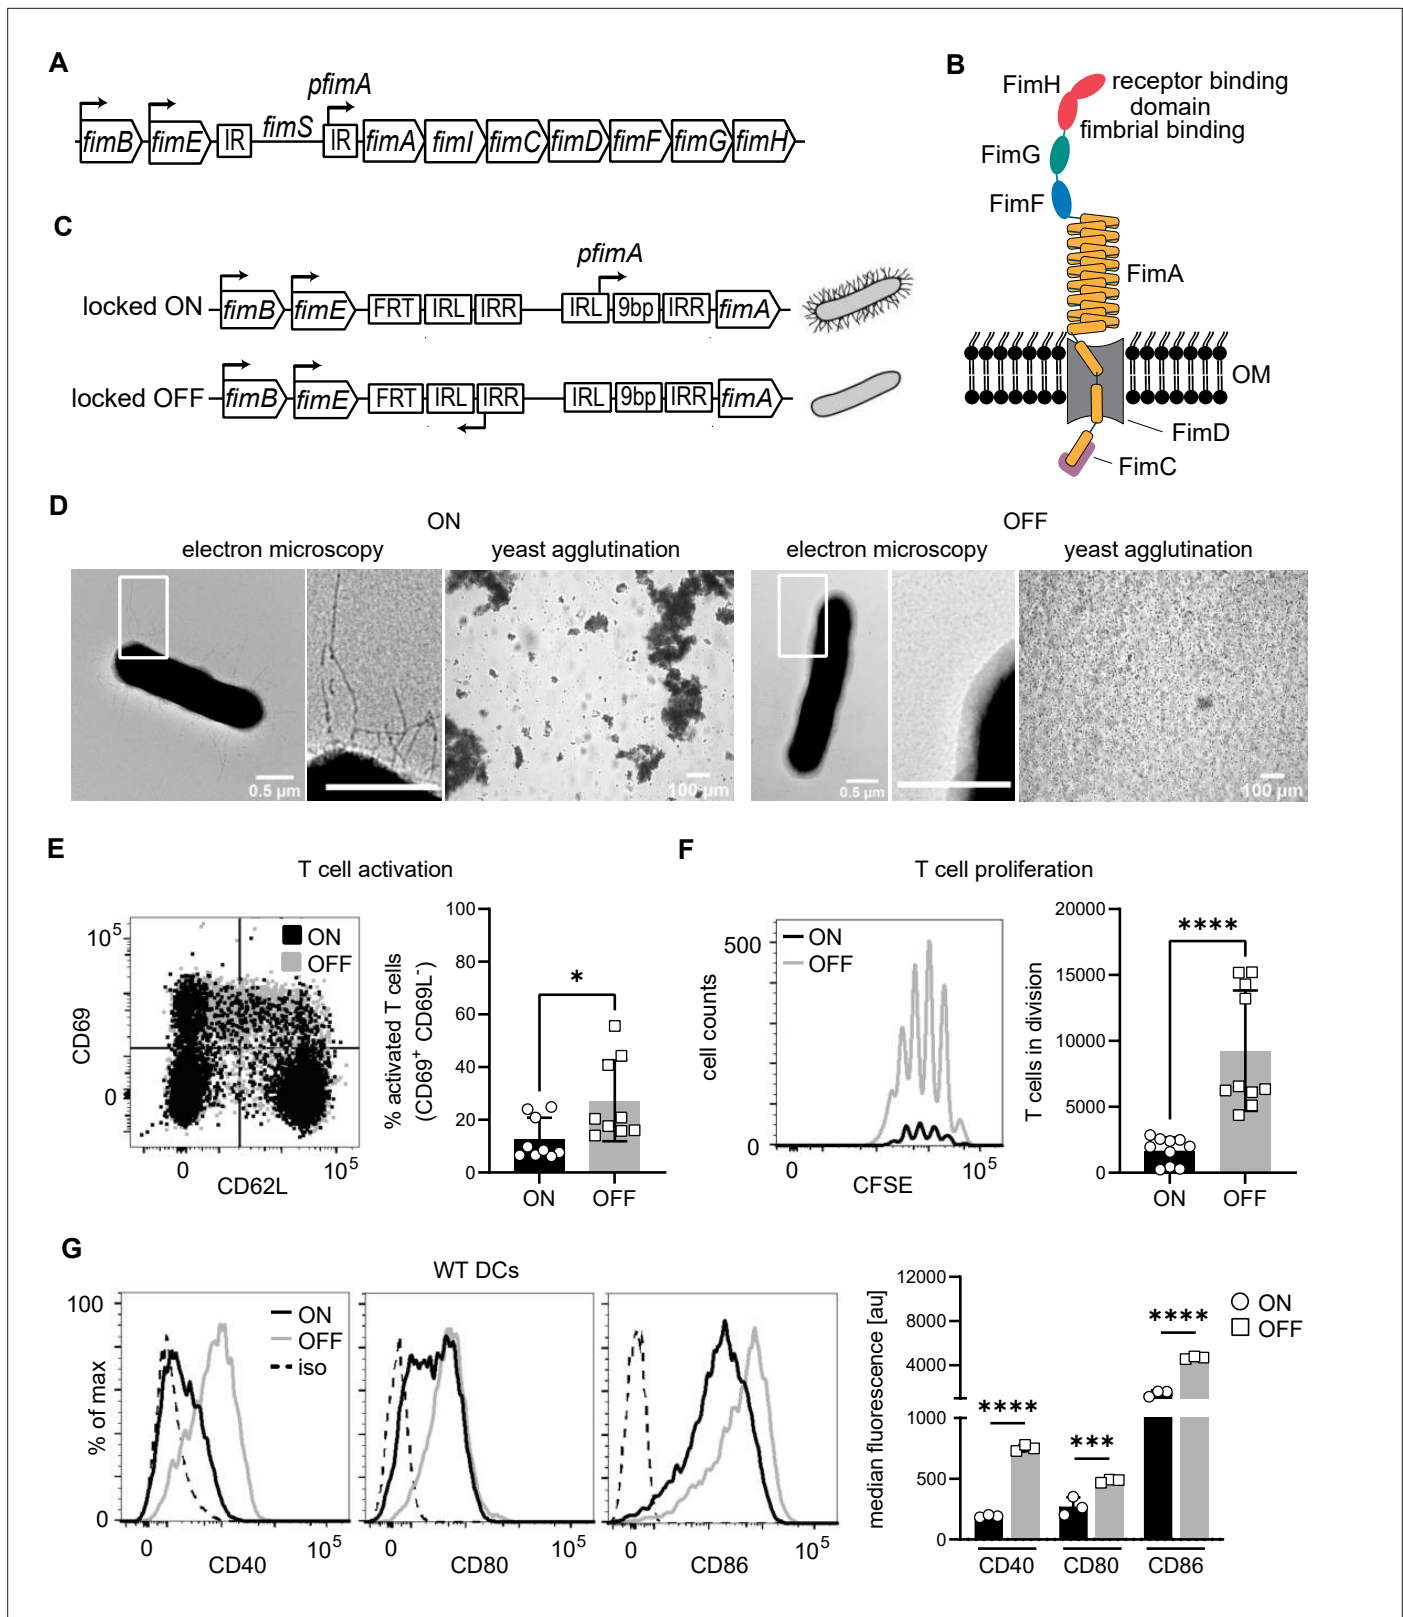 A
pfimA
fimB fimE IR fimS IR fimA fimI fimC fimD fimF fimG fimH
B
FimH receptor binding
domain
fimbrial binding
FimG
FimF
FimA
OM
FimD
FimC
C
pfimA
locked ON fimB fimE FRT IRL IRR IRL 9bp IRR fimA
locked OFF fimB fimE FRT IRL IRR IRL 9bp IRR fimA
D
ON OFF
electron microscopy yeast agglutination electron microscopy yeast agglutination
0.5 µm 100 µm 0.5 µm 100 µm
E
T cell activation
10⁵
0
CD69
ON
OFF
0 10⁵
CD62L
% activated T cells
(CD69⁺ CD69L⁻)
100
80
60
40
20
0
*
ON OFF
F
T cell proliferation
cell counts
500
0
ON
OFF
0 10⁵
CFSE
T cells in division
20000
15000
10000
5000
0
****
ON OFF
G
WT DCs
% of max
100
0
ON
OFF
iso
0 10⁵
CD40
0 10⁵
CD80
0 10⁵
CD86
median fluorescence [au]
12000
8000
4000
1000
500
0
**** *** ****
ON
OFF
CD40 CD80 CD86